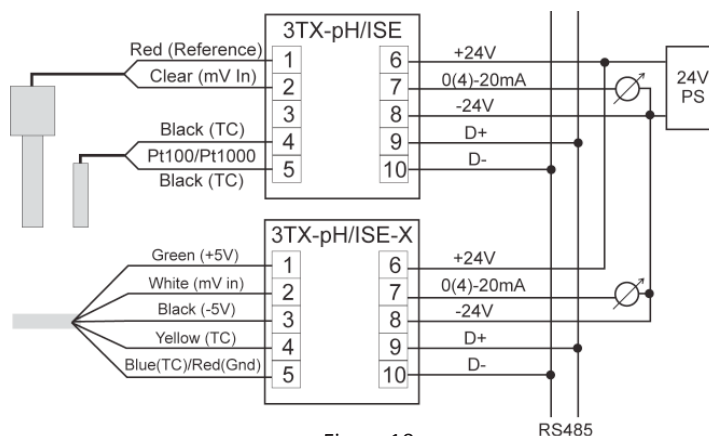 3TX-pH/ISE
Red (Reference) 1 6 +24V
Clear (mV In) 2 7 0(4)-20mA
3 8 -24V
24V
PS
Black (TC) 4 9 D+
Pt100/Pt1000
5 10 D-
Black (TC)
3TX-pH/ISE-X
Green (+5V) 1 6 +24V
White (mV in) 2 7 0(4)-20mA
Black (-5V) 3 8 -24V
Yellow (TC) 4 9 D+
Blue(TC)/Red(Gnd) 5 10 D-
RS485